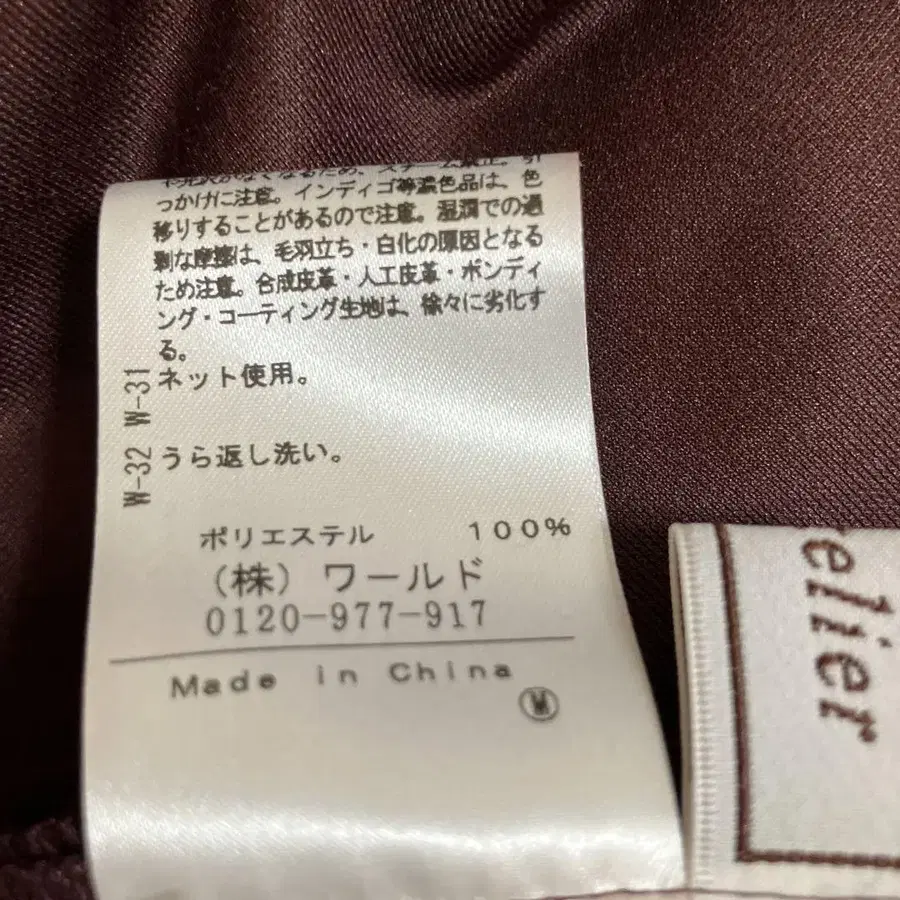 っかけに注意。インディゴ等濃色品は、色
移りすることがあるので注意。湿潤での過
剰な摩擦は、毛羽立ち・白化の原因となる
ため注意。合成皮革・人工皮革・ボンディ
ング・コーティング生地は、徐々に劣化す
る。
W-31 ネット使用。
W-32 うら返し洗い。
ポリエステル 100%
(株) ワールド
0120-977-917
Made in China
M
elier